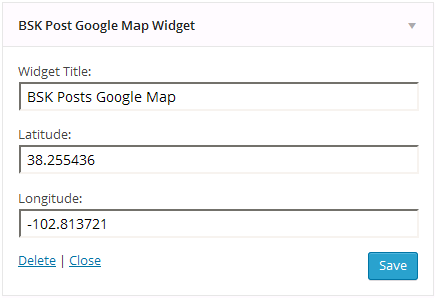 BSK Post Google Map Widget
Widget Title:
BSK Posts Google Map
Latitude:
38.255436
Longitude:
-102.813721
Delete | Close
Save